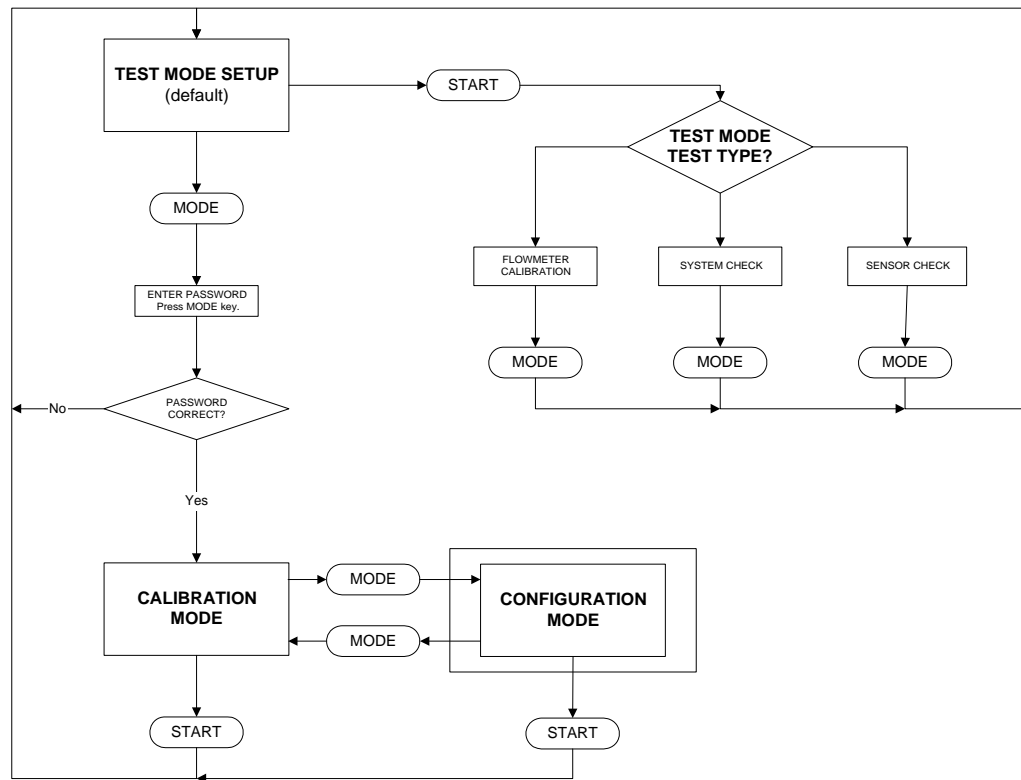 TEST MODE SETUP
(default)
START
TEST MODE
TEST TYPE?
MODE
FLOWMETER
CALIBRATION
SYSTEM CHECK
SENSOR CHECK
ENTER PASSWORD
Press MODE key.
MODE
MODE
MODE
PASSWORD
CORRECT?
No
Yes
CALIBRATION
MODE
MODE
MODE
CONFIGURATION
MODE
START
START